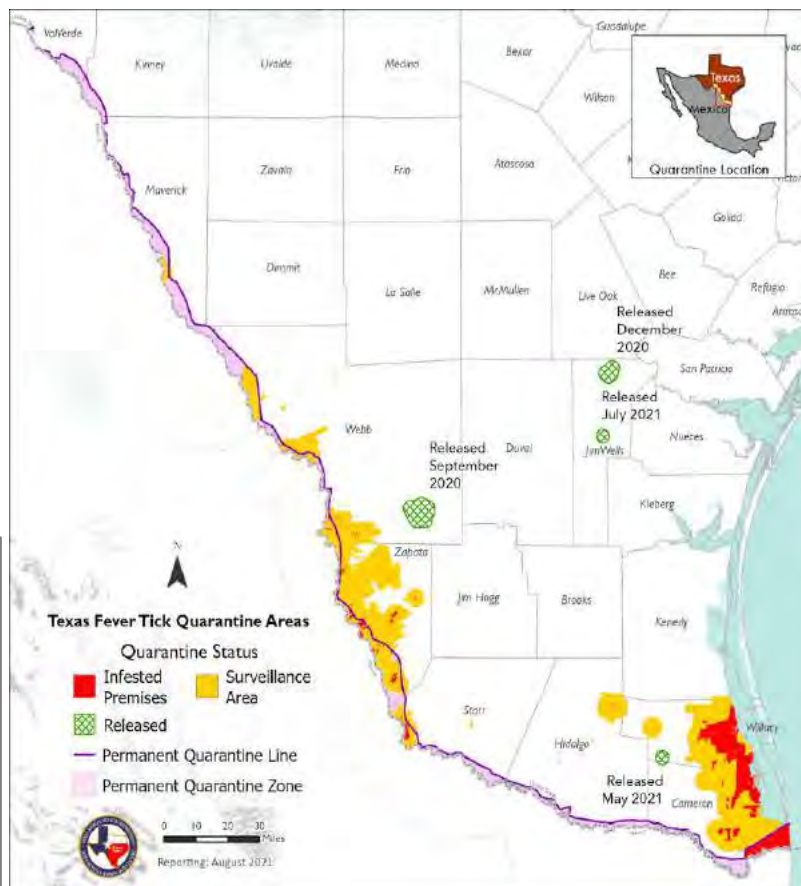 ValVerde
Kinney
Uvalde
Medina
Bexar
Guadalupe
Wilson
Texas
Mexico
Quarantine Location
Maverick
Zavala
Frio
Atascosa
Goliad
Dimmit
La Salle
McMullen
Live Oak
Bee
Refugio
Released
December
2020
San Patricio
Released
July 2021
Webb
Duval
Jim Wells
Nueces
Released
September
2020
Kleberg
Zapata
N
Jim Hogg
Brooks
Kenedy
Texas Fever Tick Quarantine Areas
Quarantine Status
Infested
Premises
Surveillance
Area
Released
Permanent Quarantine Line
Permanent Quarantine Zone
Starr
Hidalgo
Willacy
Released
May 2021
Cameron
0 10 20 30
Miles
Reporting: August 2021